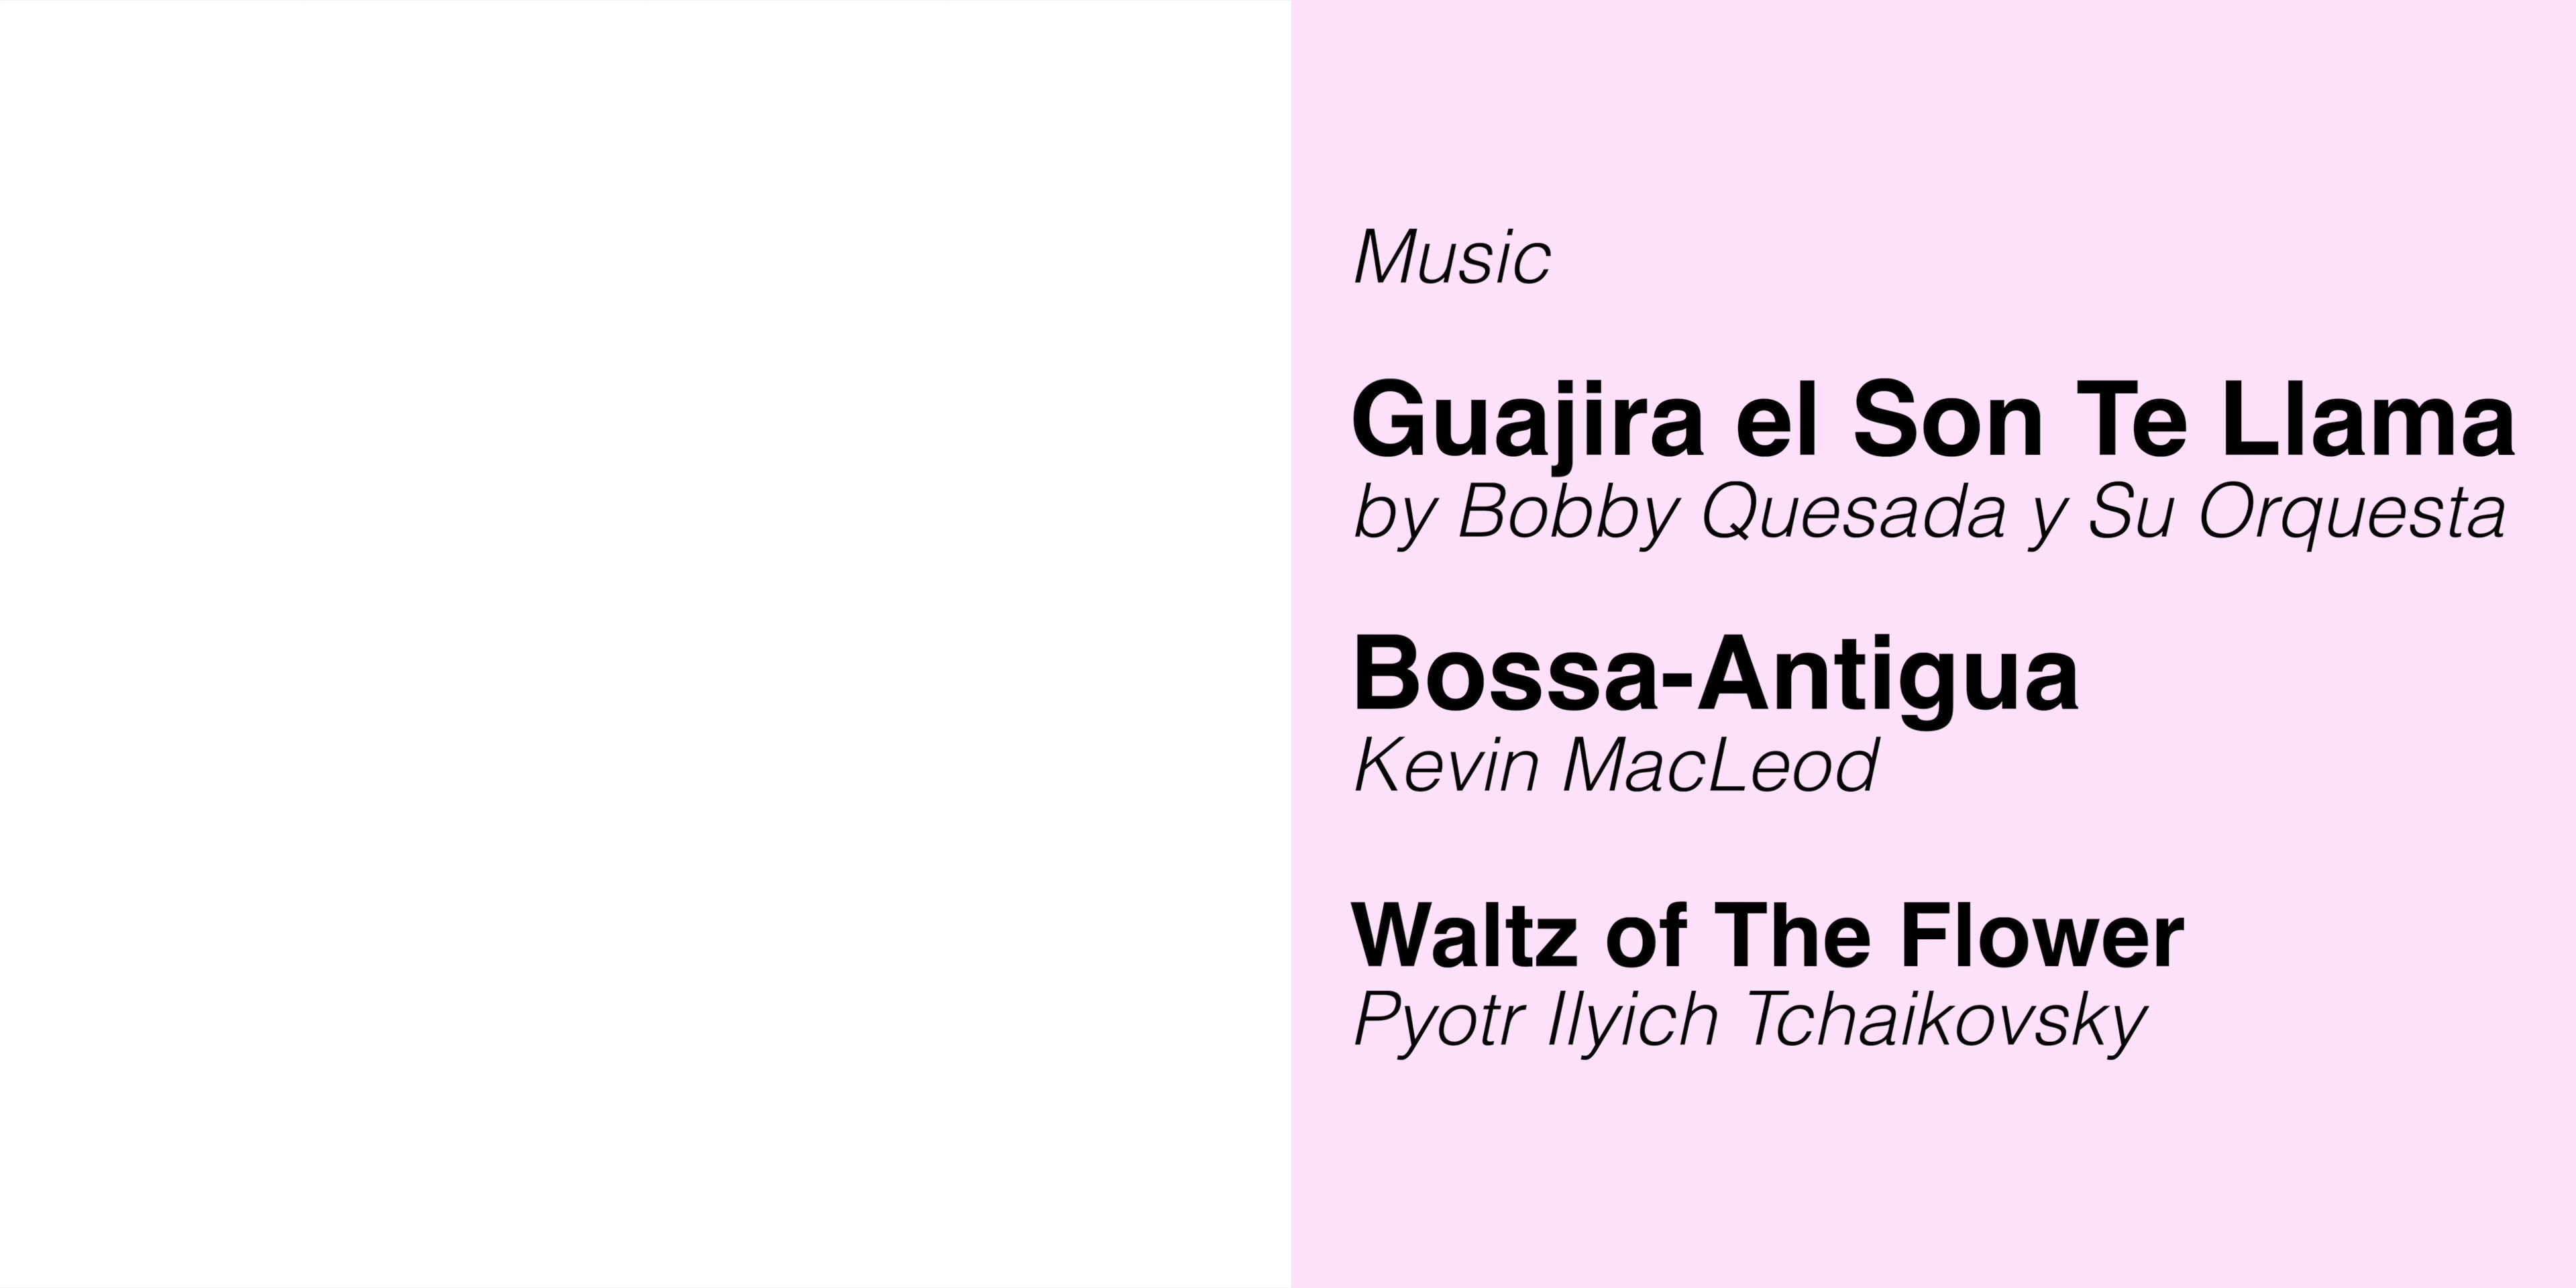 Music
Guajira el Son Te Llama
by Bobby Quesada y Su Orquesta
Bossa-Antigua
Kevin MacLeod
Waltz of The Flower
Pyotr Ilyich Tchaikovsky